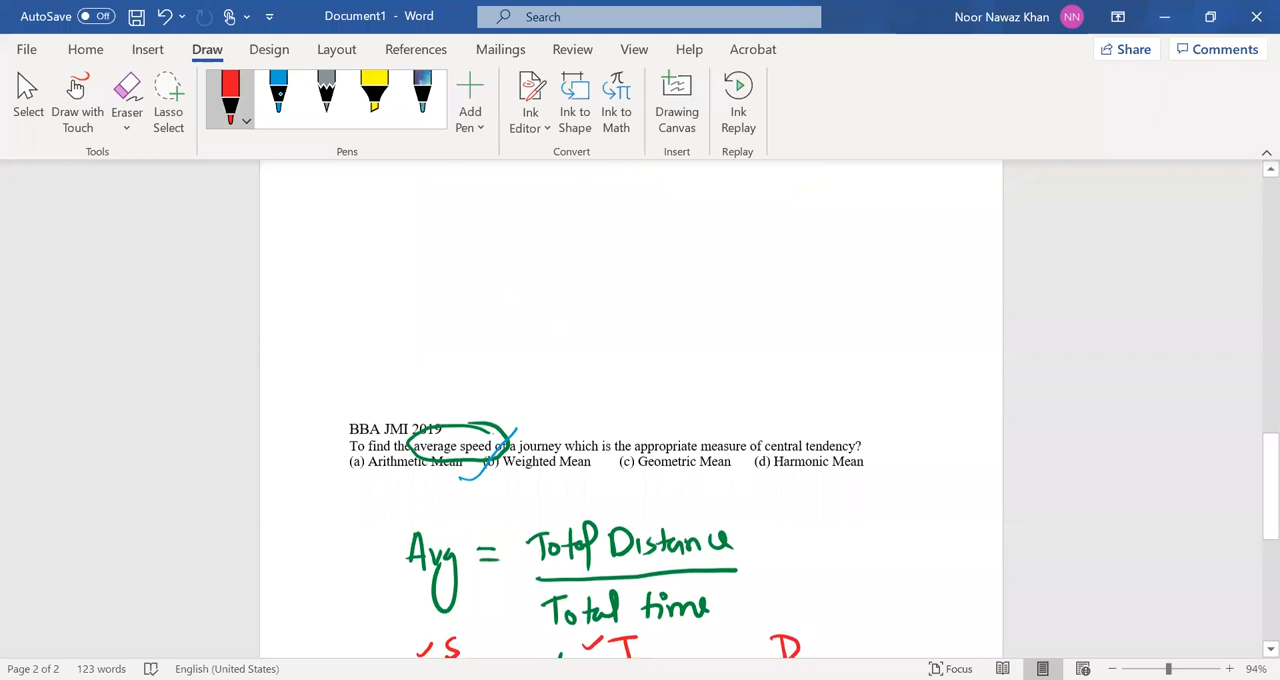 AutoSave Off Document1 - Word Search Noor Nawaz Khan NN
File Home Insert Draw Design Layout References Mailings Review View Help Acrobat Share Comments
Select Draw with Touch Eraser Lasso Select Add Pen Ink Editor Ink to Shape Ink to Math Drawing Canvas Ink Replay
Tools Pens Convert Insert Replay
BBA JMI 2019
To find the average speed of a journey which is the appropriate measure of central tendency?
(a) Arithmetic Mean (b) Weighted Mean (c) Geometric Mean (d) Harmonic Mean
Avg = Total Distance
Total time
S T D
Page 2 of 2 123 words English (United States) Focus 94%